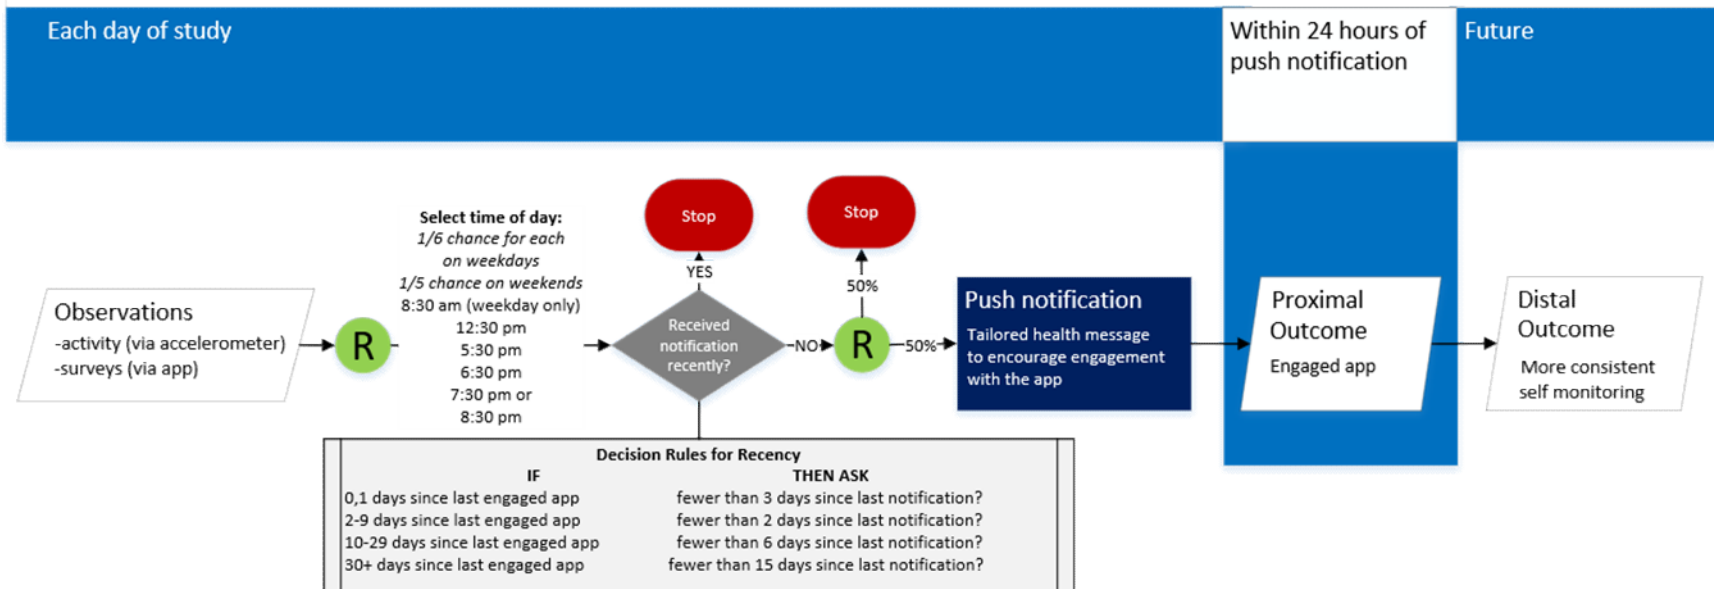 Each day of study
Within 24 hours of
push notification
Future
Observations
-activity (via accelerometer)
-surveys (via app)
R
Select time of day:
1/6 chance for each
on weekdays
1/5 chance on weekends
8:30 am (weekday only)
12:30 pm
5:30 pm
6:30 pm
7:30 pm or
8:30 pm
Stop
YES
Received
notification
recently?
NO
Stop
50%
R
50%
Push notification
Tailored health message
to encourage engagement
with the app
Proximal
Outcome
Engaged app
Distal
Outcome
More consistent
self monitoring
Decision Rules for Recency
IF THEN ASK
0,1 days since last engaged app fewer than 3 days since last notification?
2-9 days since last engaged app fewer than 2 days since last notification?
10-29 days since last engaged app fewer than 6 days since last notification?
30+ days since last engaged app fewer than 15 days since last notification?